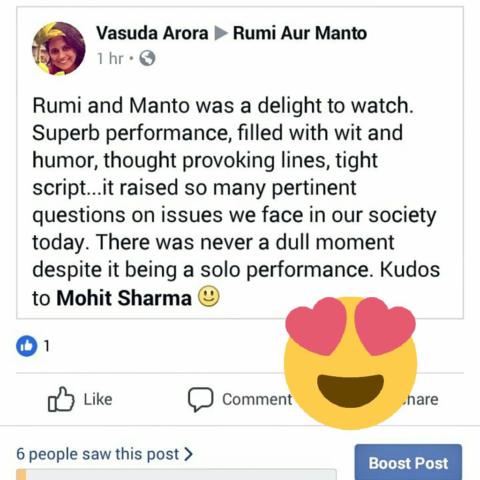 Vasuda Arora ▶ Rumi Aur Manto
1 hr
Rumi and Manto was a delight to watch.
Superb performance, filled with wit and
humor, thought provoking lines, tight
script...it raised so many pertinent
questions on issues we face in our society
today. There was never a dull moment
despite it being a solo performance. Kudos
to Mohit Sharma 🙂
1
Like Comment hare
6 people saw this post >
Boost Post